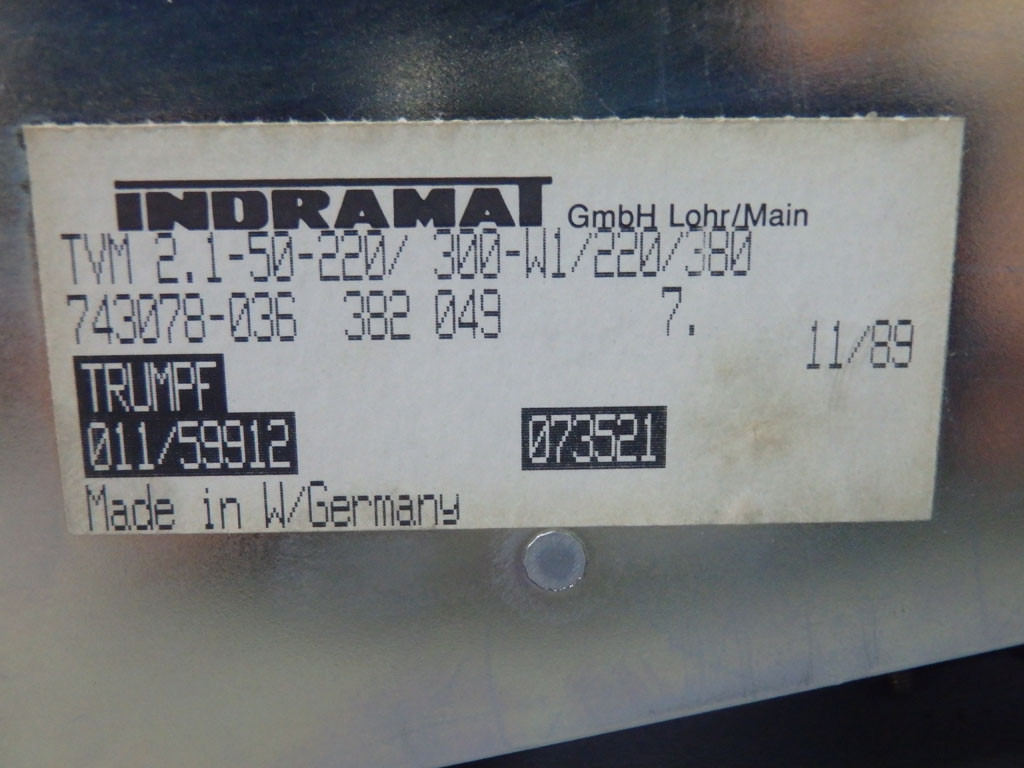 INDRAMAT GmbH Lohr/Main
TVM 2.1-50-220/ 300-W1/220/380
743078-036 382 049 7.
11/89
TRUMPF
011/59912 073521
Made in W/Germany